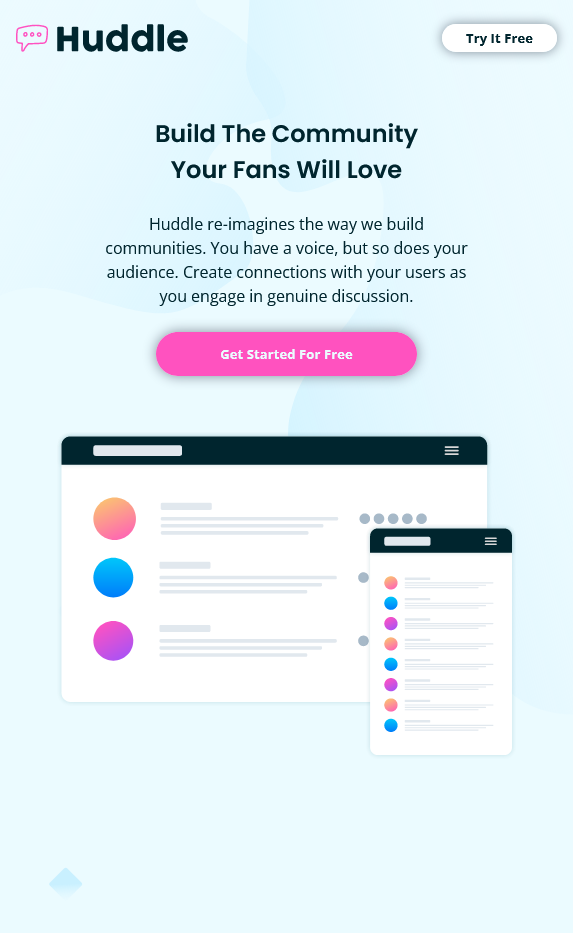 Huddle
Try It Free
Build The Community
Your Fans Will Love
Huddle re-imagines the way we build
communities. You have a voice, but so does your
audience. Create connections with your users as
you engage in genuine discussion.
Get Started For Free